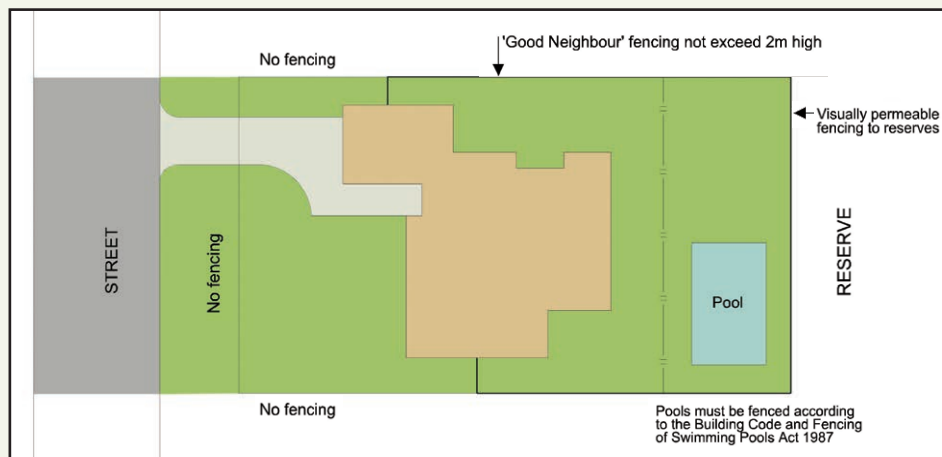 'Good Neighbour' fencing not exceed 2m high
No fencing
Visually permeable
fencing to reserves
STREET
No fencing
RESERVE
Pool
No fencing
Pools must be fenced according
to the Building Code and Fencing
of Swimming Pools Act 1987